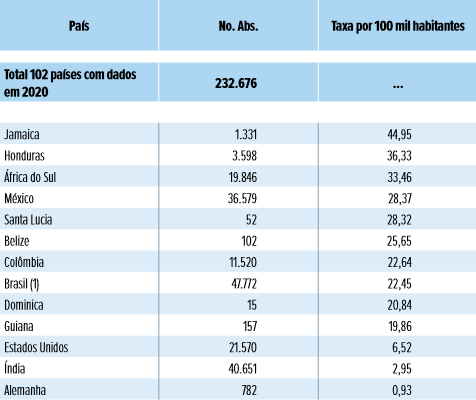 País No. Abs. Taxa por 100 mil habitantes
Total 102 países com dados
em 2020 232.676 ...
Jamaica 1.331 44,95
Honduras 3.598 36,33
África do Sul 19.846 33,46
México 36.579 28,37
Santa Lucia 52 28,32
Belize 102 25,65
Colômbia 11.520 22,64
Brasil (1) 47.772 22,45
Dominica 15 20,84
Guiana 157 19,86
Estados Unidos 21.570 6,52
Índia 40.651 2,95
Alemanha 782 0,93